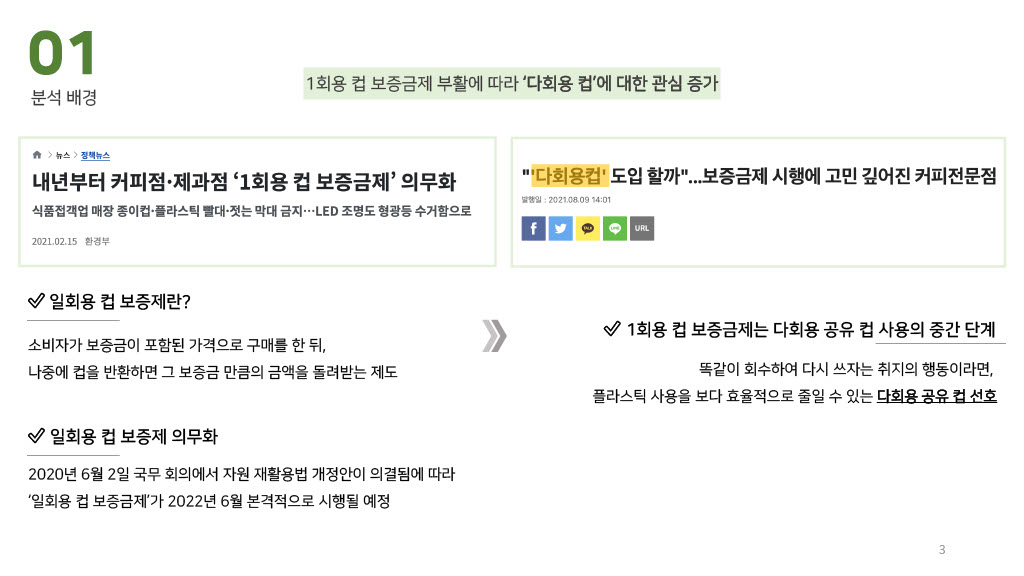 01
분석 배경
1회용 컵 보증금제 부활에 따라 ‘다회용 컵’에 대한 관심 증가
뉴스 > 정책뉴스
내년부터 커피점·제과점 ‘1회용 컵 보증금제’ 의무화
식품접객업 매장 종이컵·플라스틱 빨대·젓는 막대 금지…LED 조명도 형광등 수거함으로
2021.02.15 환경부
"'다회용컵' 도입 할까"...보증금제 시행에 고민 깊어진 커피전문점
발행일 : 2021.08.09 14:01
f TALK LINE URL
일회용 컵 보증제란?
소비자가 보증금이 포함된 가격으로 구매를 한 뒤,
나중에 컵을 반환하면 그 보증금 만큼의 금액을 돌려받는 제도
일회용 컵 보증제 의무화
2020년 6월 2일 국무 회의에서 자원 재활용법 개정안이 의결됨에 따라
‘일회용 컵 보증금제’가 2022년 6월 본격적으로 시행될 예정
1회용 컵 보증금제는 다회용 공유 컵 사용의 중간 단계
똑같이 회수하여 다시 쓰자는 취지의 행동이라면,
플라스틱 사용을 보다 효율적으로 줄일 수 있는 다회용 공유 컵 선호
3